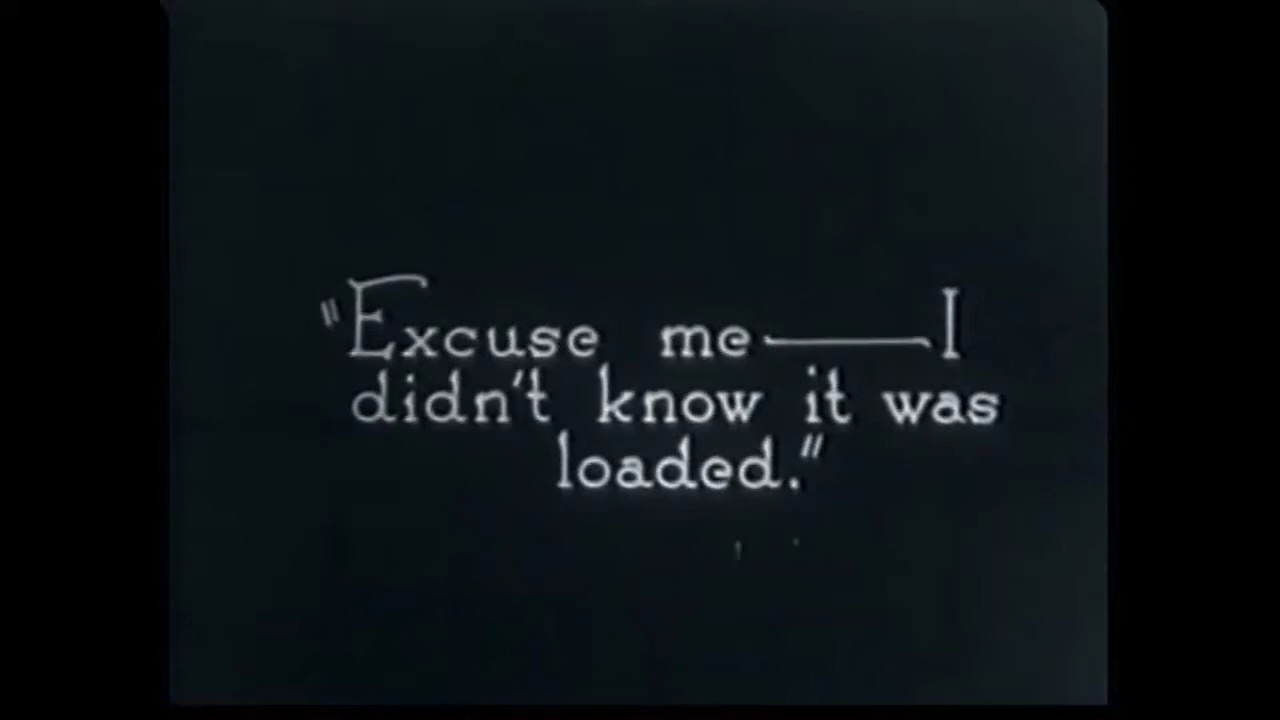 "Excuse me——I
didn't know it was
loaded."